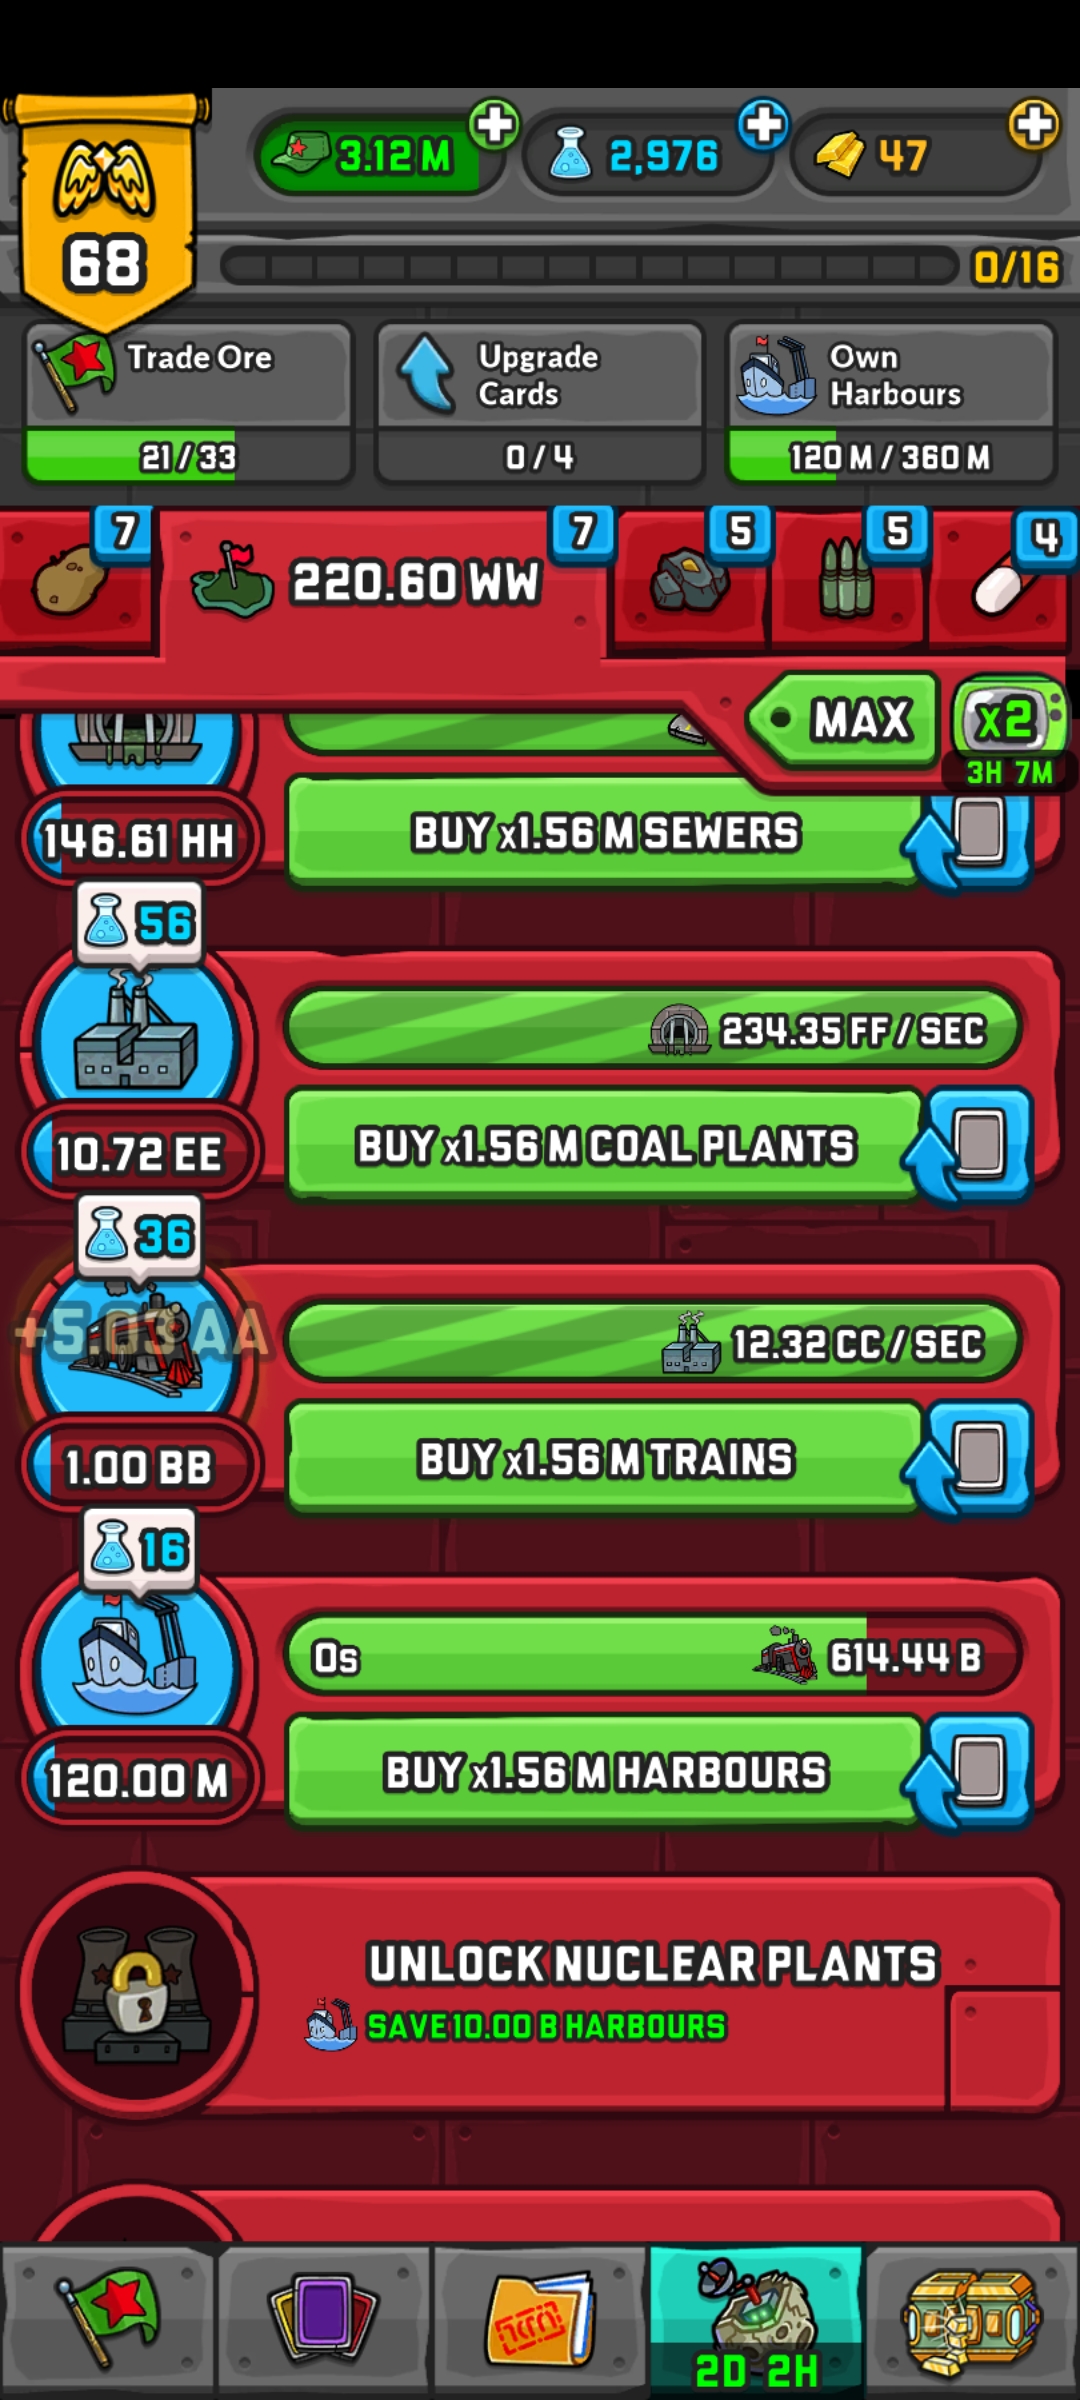 3.12 M
2,976
47
68
0/16
Trade Ore
21 / 33
Upgrade
Cards
0 / 4
Own
Harbours
120 M / 360 M
7
220.60 WW
7
5
5
4
MAX
x2
3H 7M
146.61 HH
BUY x1.56 M SEWERS
56
234.35 FF / SEC
10.72 EE
BUY x1.56 M COAL PLANTS
36
+5.03 AA
12.32 CC / SEC
1.00 BB
BUY x1.56 M TRAINS
16
0s
614.44 B
120.00 M
BUY x1.56 M HARBOURS
UNLOCK NUCLEAR PLANTS
SAVE 10.00 B HARBOURS
2D 2H